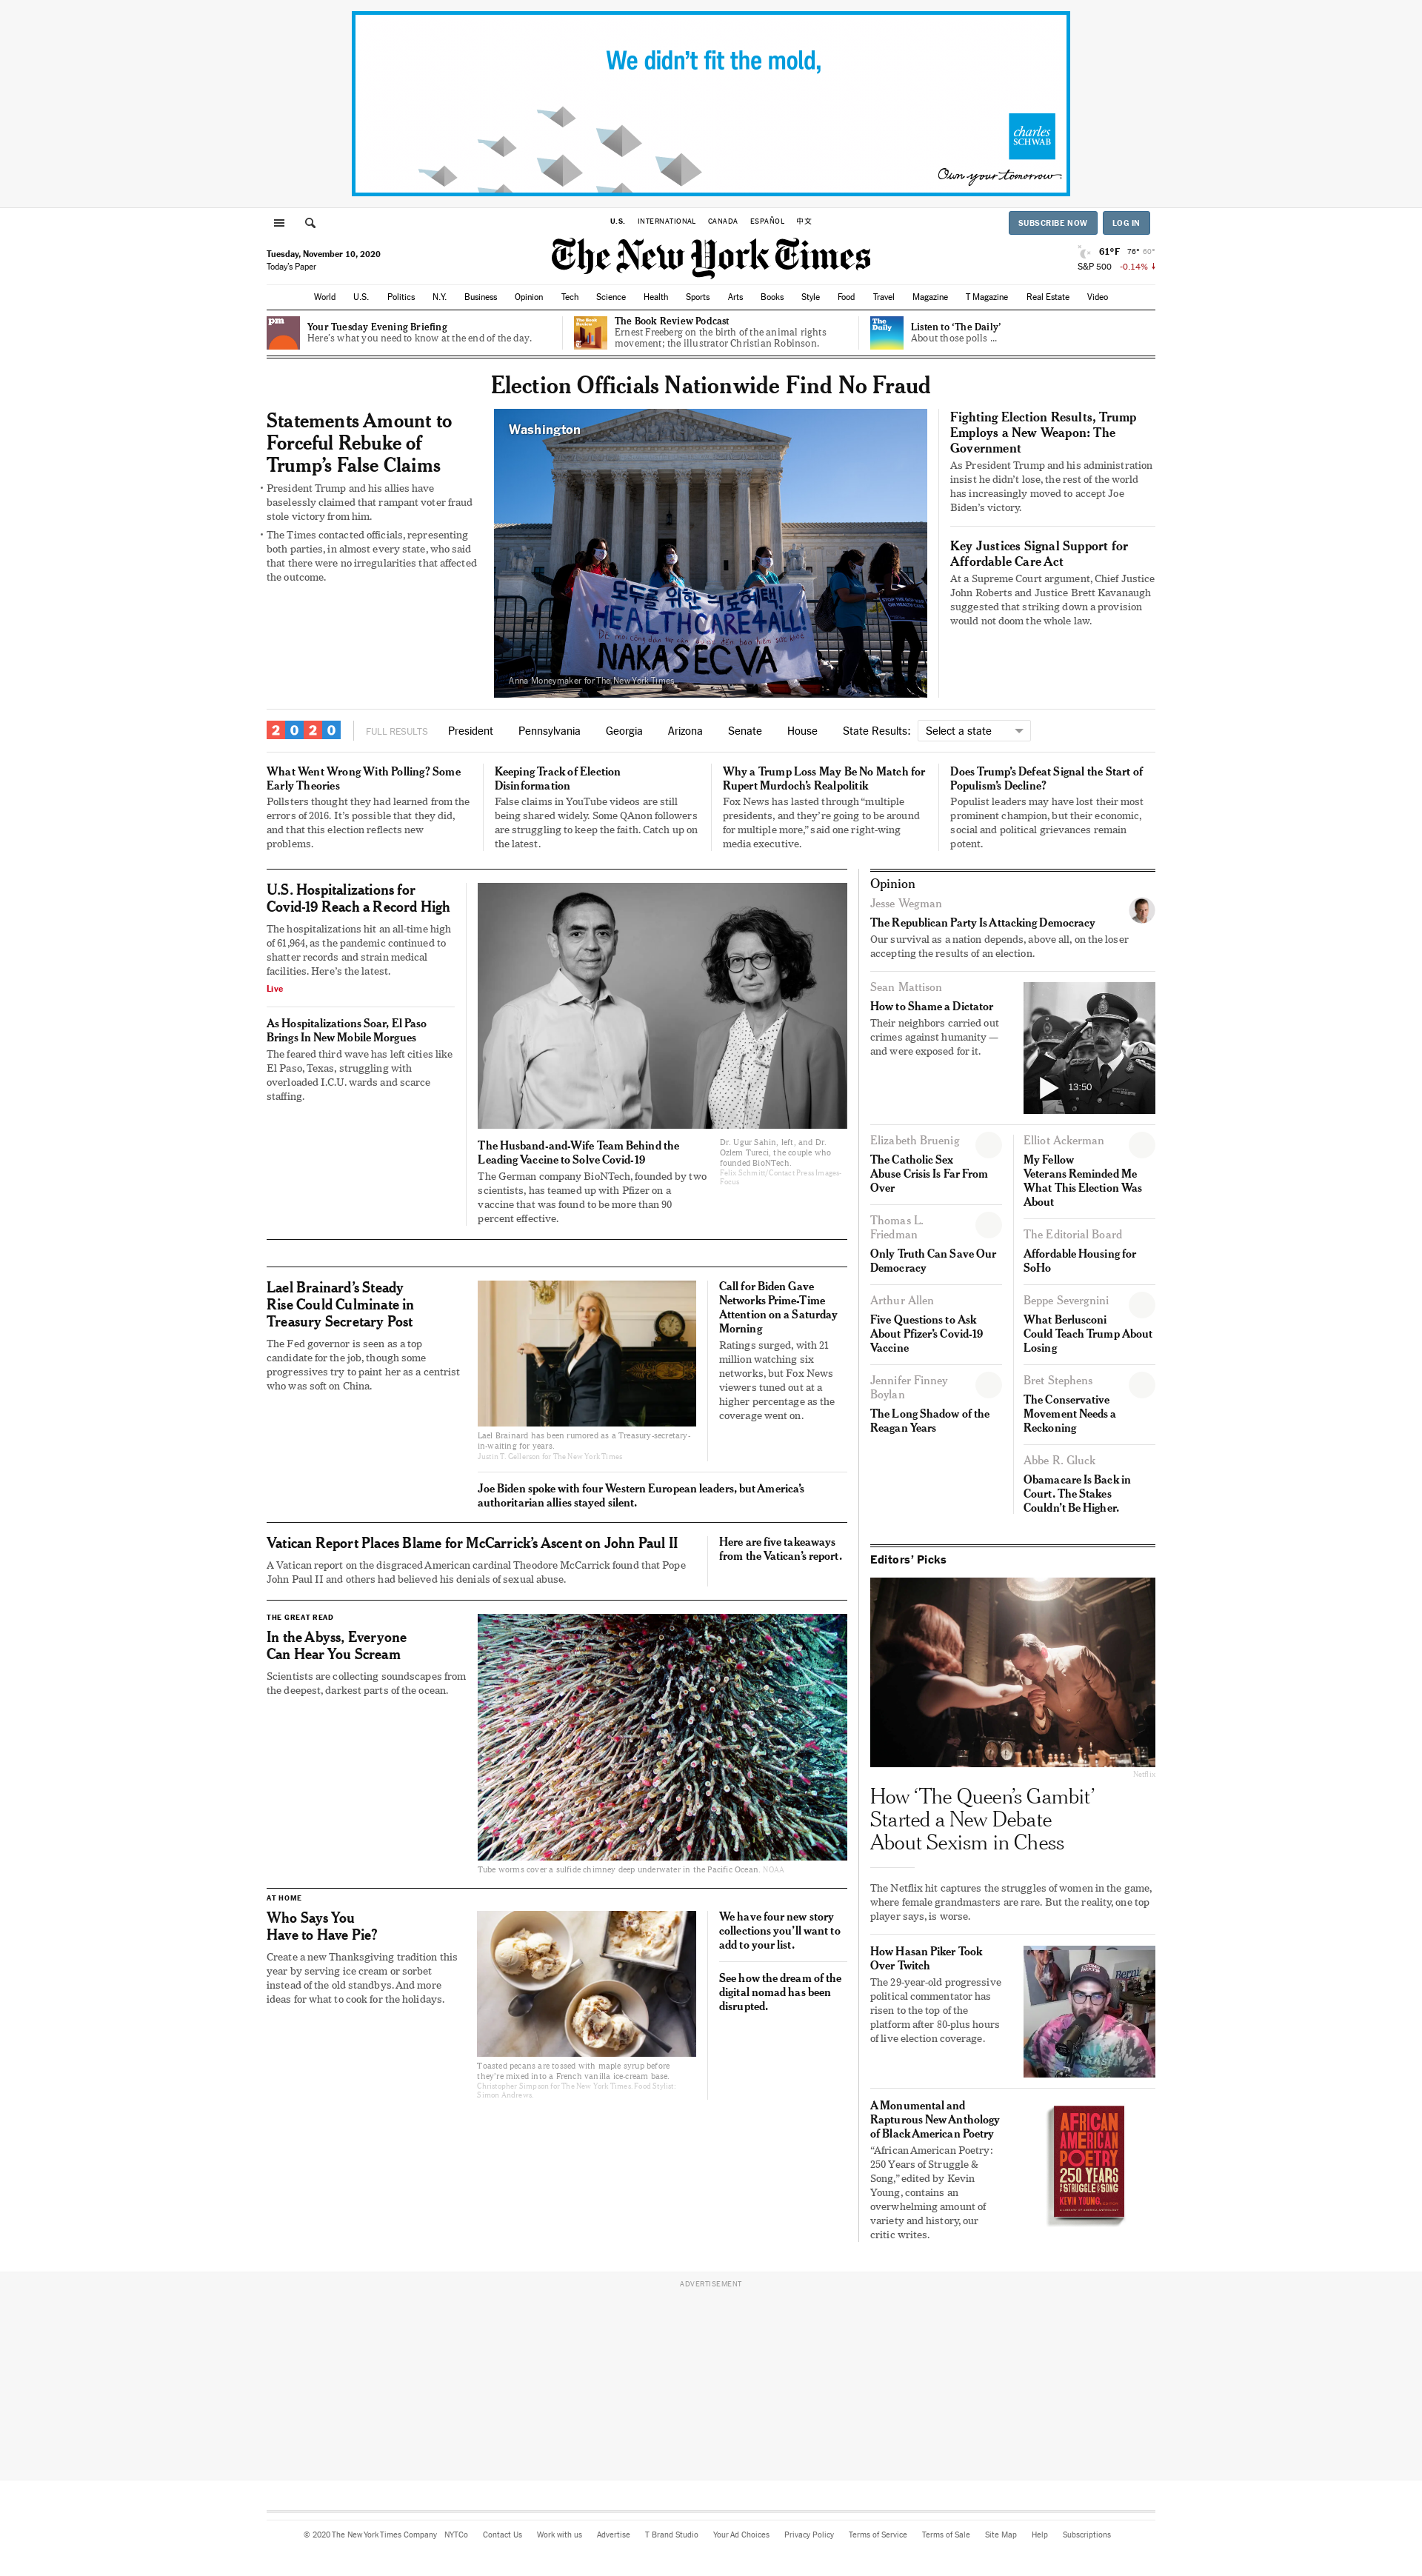 We didn't fit the mold,
charles
SCHWAB
Own your tomorrow
U.S. INTERNATIONAL CANADA ESPAÑOL 中文
SUBSCRIBE NOW LOG IN
Tuesday, November 10, 2020
Today's Paper
The New York Times
61°F 76° 60°
S&P 500 -0.14% ↓
World U.S. Politics N.Y. Business Opinion Tech Science Health Sports Arts Books Style Food Travel Magazine T Magazine Real Estate Video
pm
Your Tuesday Evening Briefing
Here's what you need to know at the end of the day.
The Book Review Podcast
Ernest Freeberg on the birth of the animal rights
movement; the illustrator Christian Robinson.
The
Daily
Listen to 'The Daily'
About those polls ...
Election Officials Nationwide Find No Fraud
Statements Amount to
Forceful Rebuke of
Trump's False Claims
• President Trump and his allies have
baselessly claimed that rampant voter fraud
stole victory from him.
• The Times contacted officials, representing
both parties, in almost every state, who said
that there were no irregularities that affected
the outcome.
Washington
모두를 위한 의료혜택!
HEALTHCARE4ALL!
NAKASECVA
Anna Moneymaker for The New York Times
Fighting Election Results, Trump
Employs a New Weapon: The
Government
As President Trump and his administration
insist he didn't lose, the rest of the world
has increasingly moved to accept Joe
Biden's victory.
Key Justices Signal Support for
Affordable Care Act
At a Supreme Court argument, Chief Justice
John Roberts and Justice Brett Kavanaugh
suggested that striking down a provision
would not doom the whole law.
2020 FULL RESULTS President Pennsylvania Georgia Arizona Senate House State Results: Select a state
What Went Wrong With Polling? Some
Early Theories
Pollsters thought they had learned from the
errors of 2016. It's possible that they did,
and that this election reflects new
problems.
Keeping Track of Election
Disinformation
False claims in YouTube videos are still
being shared widely. Some QAnon followers
are struggling to keep the faith. Catch up on
the latest.
Why a Trump Loss May Be No Match for
Rupert Murdoch's Realpolitik
Fox News has lasted through "multiple
presidents, and they're going to be around
for multiple more," said one right-wing
media executive.
Does Trump's Defeat Signal the Start of
Populism's Decline?
Populist leaders may have lost their most
prominent champion, but their economic,
social and political grievances remain
potent.
U.S. Hospitalizations for
Covid-19 Reach a Record High
The hospitalizations hit an all-time high
of 61,964, as the pandemic continued to
shatter records and strain medical
facilities. Here's the latest.
Live
As Hospitalizations Soar, El Paso
Brings In New Mobile Morgues
The feared third wave has left cities like
El Paso, Texas, struggling with
overloaded I.C.U. wards and scarce
staffing.
The Husband-and-Wife Team Behind the
Leading Vaccine to Solve Covid-19
The German company BioNTech, founded by two
scientists, has teamed up with Pfizer on a
vaccine that was found to be more than 90
percent effective.
Dr. Ugur Sahin, left, and Dr.
Ozlem Tureci, the couple who
founded BioNTech.
Felix Schmitt/Contact Press Images-
Focus
Lael Brainard's Steady
Rise Could Culminate in
Treasury Secretary Post
The Fed governor is seen as a top
candidate for the job, though some
progressives try to paint her as a centrist
who was soft on China.
Lael Brainard has been rumored as a Treasury-secretary-
in-waiting for years.
Justin T. Gellerson for The New York Times
Call for Biden Gave
Networks Prime-Time
Attention on a Saturday
Morning
Ratings surged, with 21
million watching six
networks, but Fox News
viewers tuned out at a
higher percentage as the
coverage went on.
Joe Biden spoke with four Western European leaders, but America's
authoritarian allies stayed silent.
Vatican Report Places Blame for McCarrick's Ascent on John Paul II
A Vatican report on the disgraced American cardinal Theodore McCarrick found that Pope
John Paul II and others had believed his denials of sexual abuse.
Here are five takeaways
from the Vatican's report.
THE GREAT READ
In the Abyss, Everyone
Can Hear You Scream
Scientists are collecting soundscapes from
the deepest, darkest parts of the ocean.
Tube worms cover a sulfide chimney deep underwater in the Pacific Ocean. NOAA
AT HOME
Who Says You
Have to Have Pie?
Create a new Thanksgiving tradition this
year by serving ice cream or sorbet
instead of the old standbys. And more
ideas for what to cook for the holidays.
Toasted pecans are tossed with maple syrup before
they're mixed into a French vanilla ice-cream base.
Christopher Simpson for The New York Times. Food Stylist:
Simon Andrews.
We have four new story
collections you'll want to
add to your list.
See how the dream of the
digital nomad has been
disrupted.
Opinion
Jesse Wegman
The Republican Party Is Attacking Democracy
Our survival as a nation depends, above all, on the loser
accepting the results of an election.
Sean Mattison
How to Shame a Dictator
Their neighbors carried out
crimes against humanity —
and were exposed for it.
13:50
Elizabeth Bruenig
The Catholic Sex
Abuse Crisis Is Far From
Over
Thomas L.
Friedman
Only Truth Can Save Our
Democracy
Arthur Allen
Five Questions to Ask
About Pfizer's Covid-19
Vaccine
Jennifer Finney
Boylan
The Long Shadow of the
Reagan Years
Elliot Ackerman
My Fellow
Veterans Reminded Me
What This Election Was
About
The Editorial Board
Affordable Housing for
SoHo
Beppe Severgnini
What Berlusconi
Could Teach Trump About
Losing
Bret Stephens
The Conservative
Movement Needs a
Reckoning
Abbe R. Gluck
Obamacare Is Back in
Court. The Stakes
Couldn't Be Higher.
Editors' Picks
Netflix
How 'The Queen's Gambit'
Started a New Debate
About Sexism in Chess
The Netflix hit captures the struggles of women in the game,
where female grandmasters are rare. But the reality, one top
player says, is worse.
How Hasan Piker Took
Over Twitch
The 29-year-old progressive
political commentator has
risen to the top of the
platform after 80-plus hours
of live election coverage.
Berni
A Monumental and
Rapturous New Anthology
of Black American Poetry
"African American Poetry:
250 Years of Struggle &
Song," edited by Kevin
Young, contains an
overwhelming amount of
variety and history, our
critic writes.
AFRICAN
AMERICAN
POETRY
250 YEARS
OF STRUGGLE & SONG
KEVIN YOUNG, EDITOR
ADVERTISEMENT
© 2020 The New York Times Company NYTCo Contact Us Work with us Advertise T Brand Studio Your Ad Choices Privacy Policy Terms of Service Terms of Sale Site Map Help Subscriptions